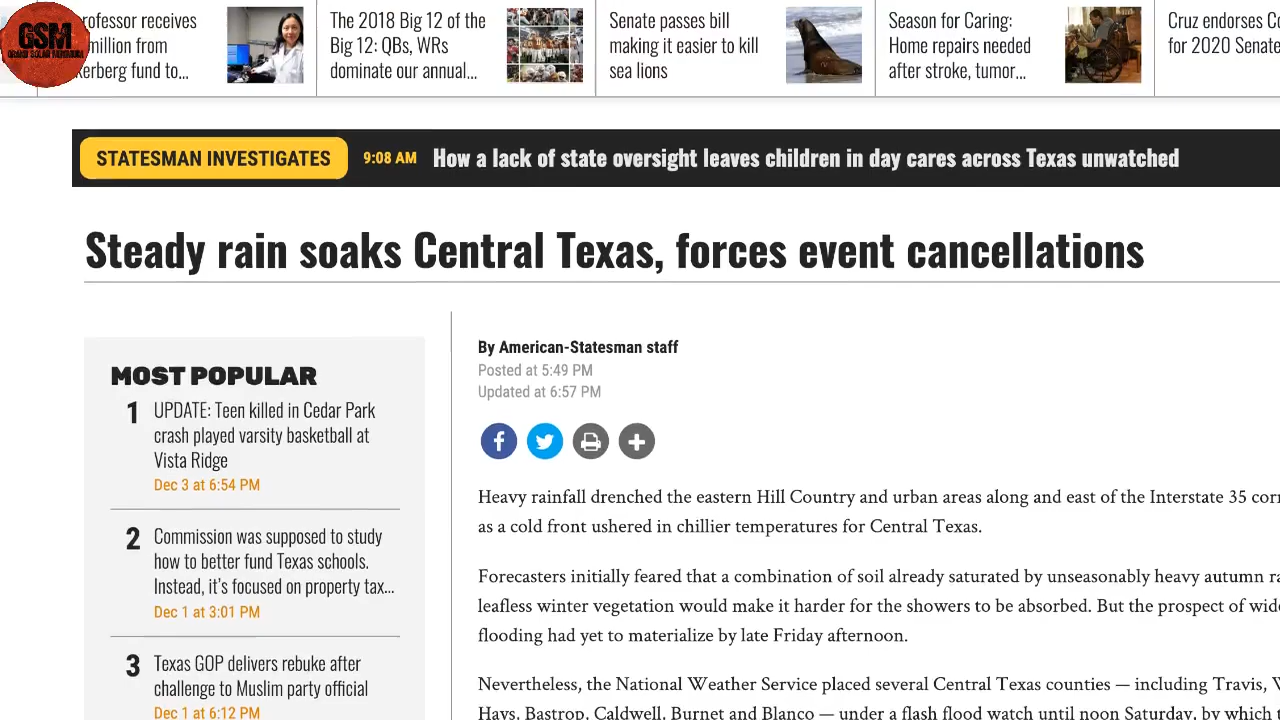 GSM
rofessor receives
million from
erberg fund to...
The 2018 Big 12 of the
Big 12: QBs, WRs
dominate our annual...
Senate passes bill
making it easier to kill
sea lions
Season for Caring:
Home repairs needed
after stroke, tumor...
Cruz endorses C
for 2020 Senate
STATESMAN INVESTIGATES 9:08 AM How a lack of state oversight leaves children in day cares across Texas unwatched
Steady rain soaks Central Texas, forces event cancellations
MOST POPULAR
1 UPDATE: Teen killed in Cedar Park
crash played varsity basketball at
Vista Ridge
Dec 3 at 6:54 PM
2 Commission was supposed to study
how to better fund Texas schools.
Instead, it's focused on property tax...
Dec 1 at 3:01 PM
3 Texas GOP delivers rebuke after
challenge to Muslim party official
Dec 1 at 6:12 PM
By American-Statesman staff
Posted at 5:49 PM
Updated at 6:57 PM
Heavy rainfall drenched the eastern Hill Country and urban areas along and east of the Interstate 35 cor
as a cold front ushered in chillier temperatures for Central Texas.
Forecasters initially feared that a combination of soil already saturated by unseasonably heavy autumn ra
leafless winter vegetation would make it harder for the showers to be absorbed. But the prospect of wid
flooding had yet to materialize by late Friday afternoon.
Nevertheless, the National Weather Service placed several Central Texas counties — including Travis, W
Hays, Bastrop, Caldwell, Burnet and Blanco — under a flash flood watch until noon Saturday, by which